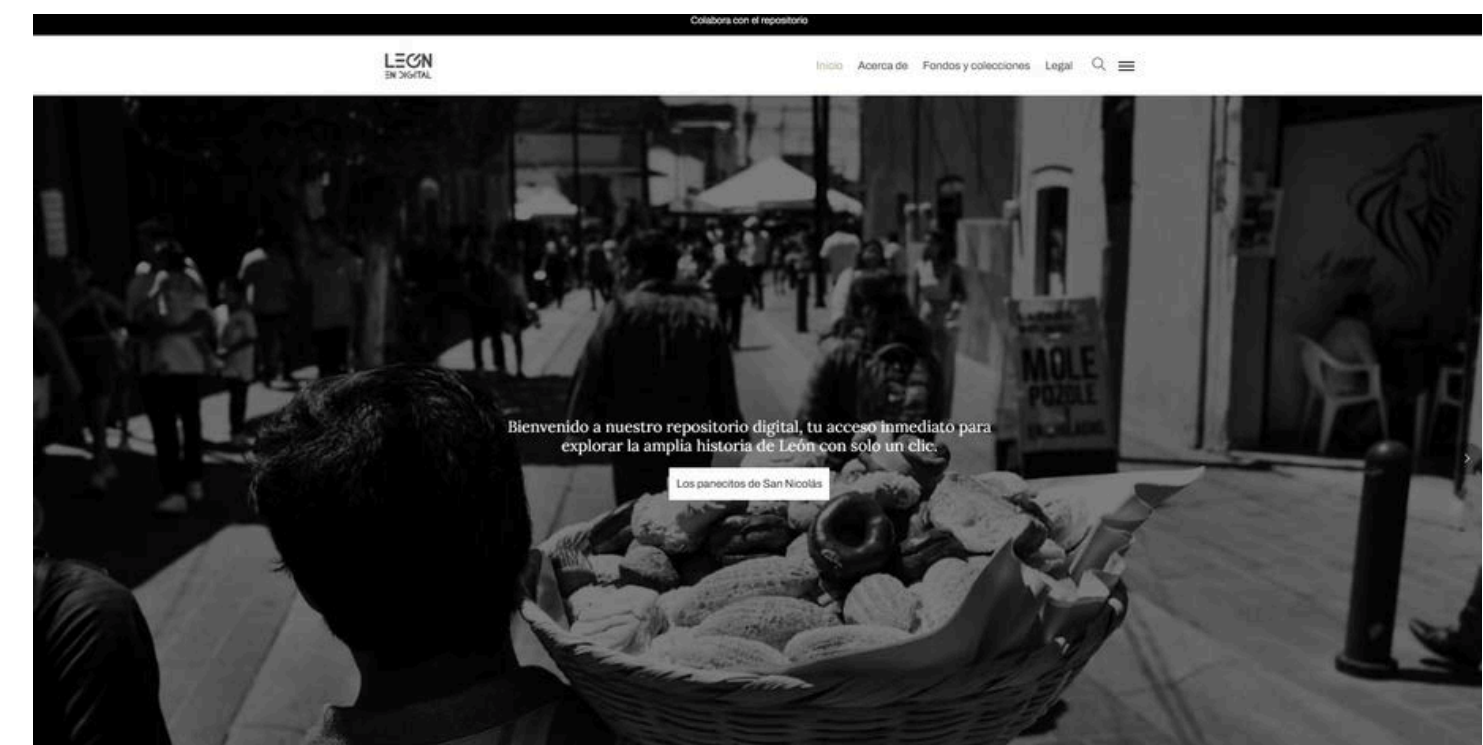 Colabora con el repositorio
LEÓN
EN DIGITAL
Inicio Acerca de Fondos y colecciones Legal
MOLE
POZOLE
Bienvenido a nuestro repositorio digital, tu acceso inmediato para
explorar la amplia historia de León con solo un clic.
Los panecitos de San Nicolás